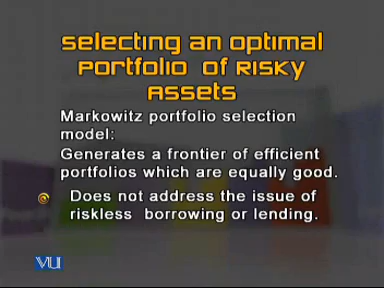 selecting an optimal
Portfolio of Risky
Assets
Markowitz portfolio selection
model:
Generates a frontier of efficient
portfolios which are equally good.
Does not address the issue of
riskless borrowing or lending.
VU